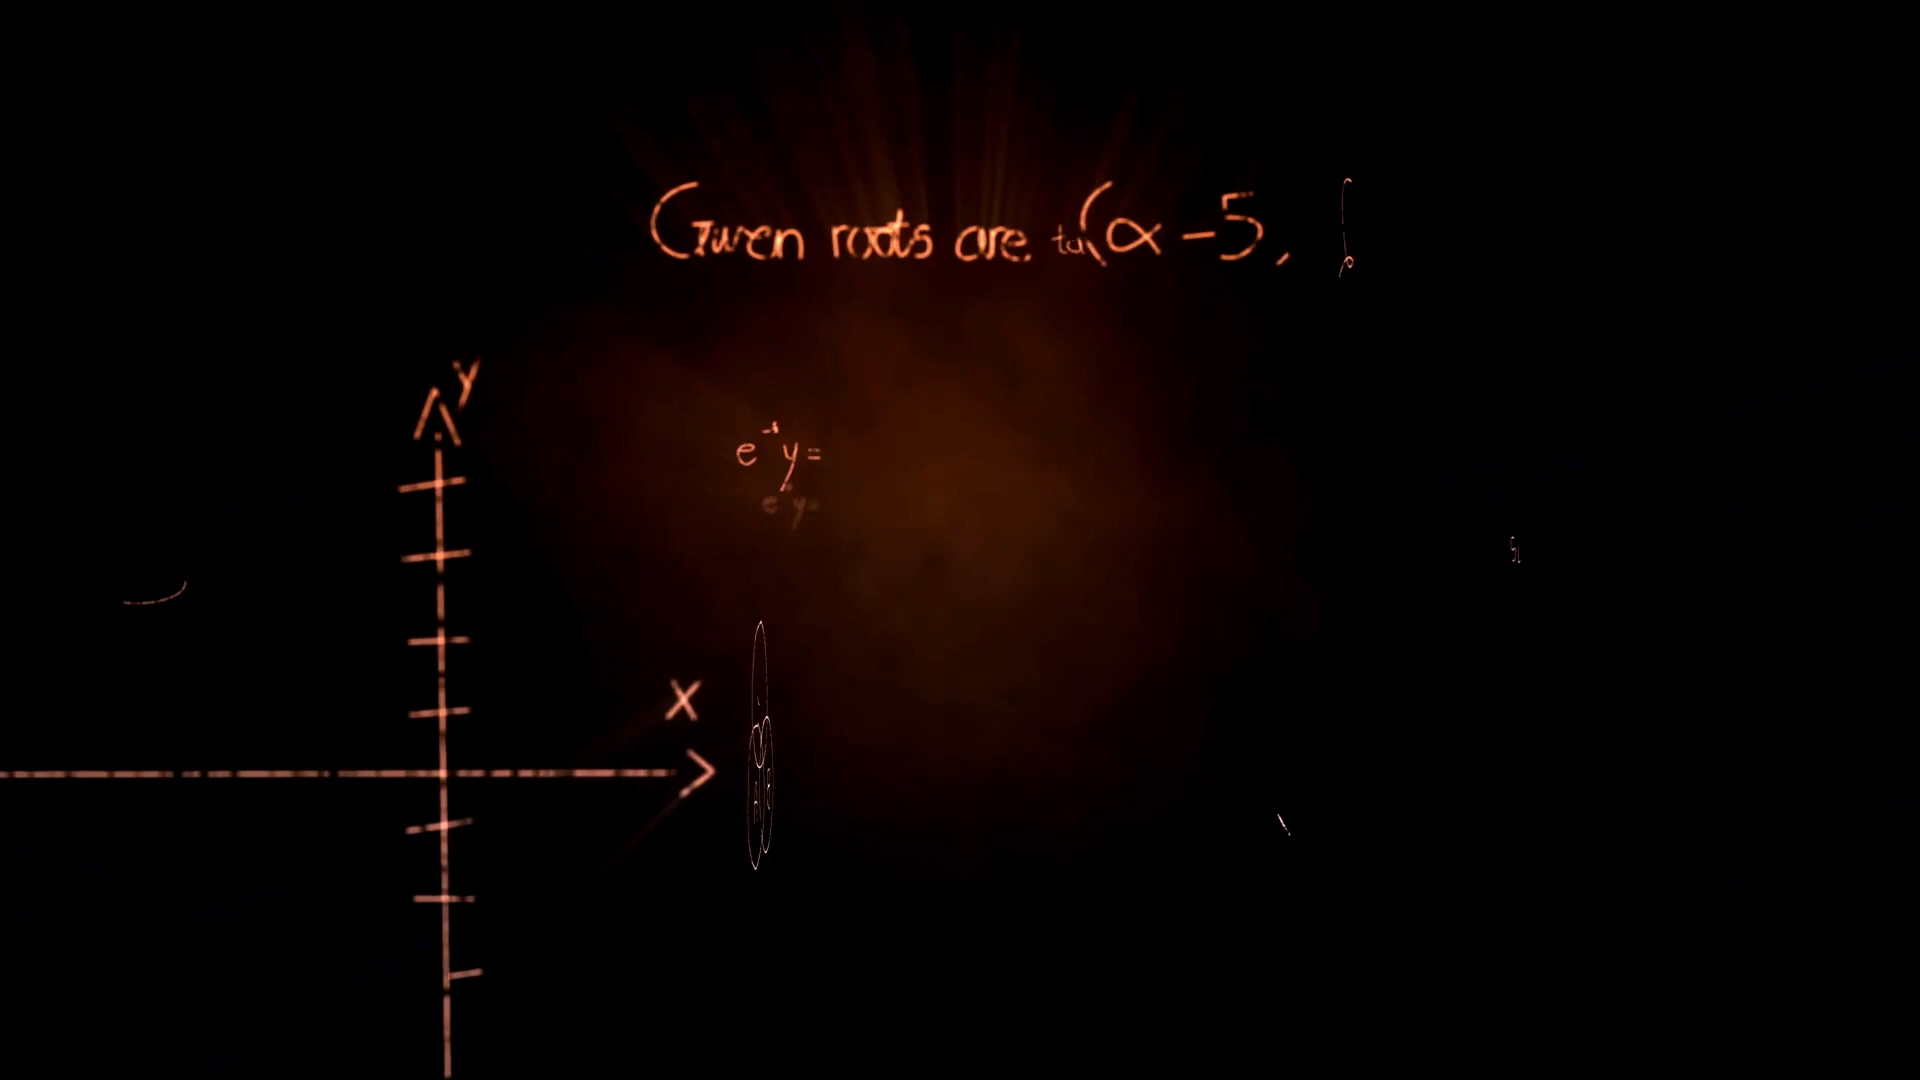 Given roots are (α - 5,
y
e^-x y =
e y =
x